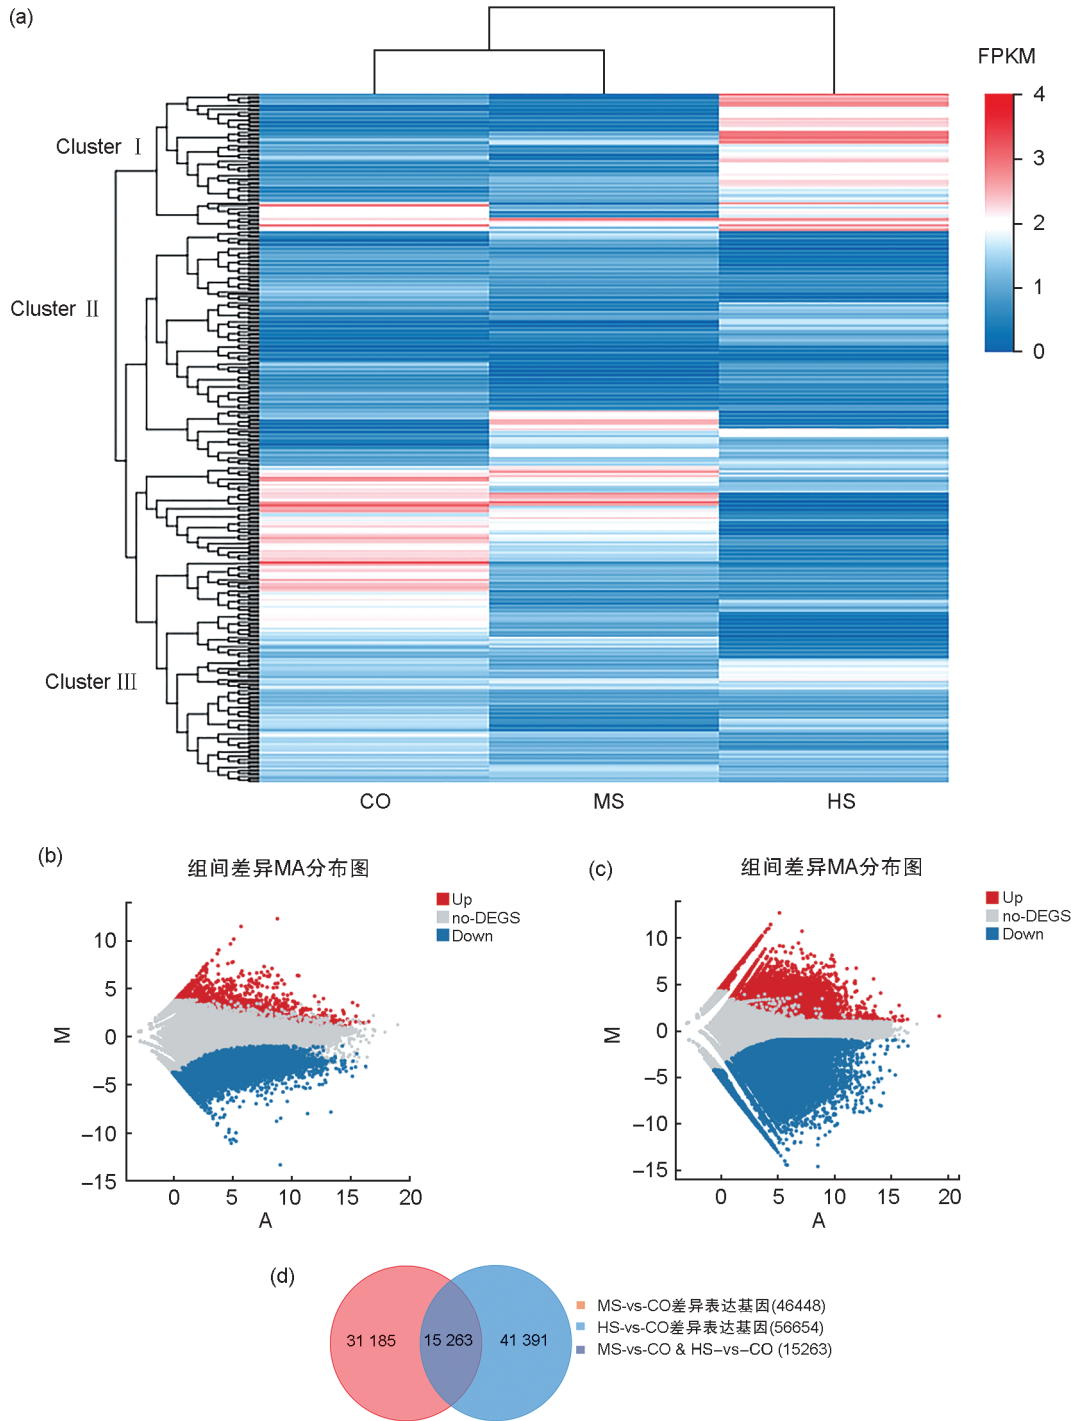 (a)
FPKM
4
3
2
1
0
Cluster Ⅰ
Cluster Ⅱ
Cluster Ⅲ
CO MS HS
(b)
组间差异MA分布图
Up
no-DEGS
Down
10
5
0
−5
−10
−15
M
0 5 10 15 20
A
(c)
组间差异MA分布图
Up
no-DEGS
Down
10
5
0
−5
−10
−15
M
0 5 10 15 20
A
(d)
31 185 15 263 41 391
MS-vs-CO差异表达基因(46448)
HS-vs-CO差异表达基因(56654)
MS-vs-CO & HS−vs−CO (15263)